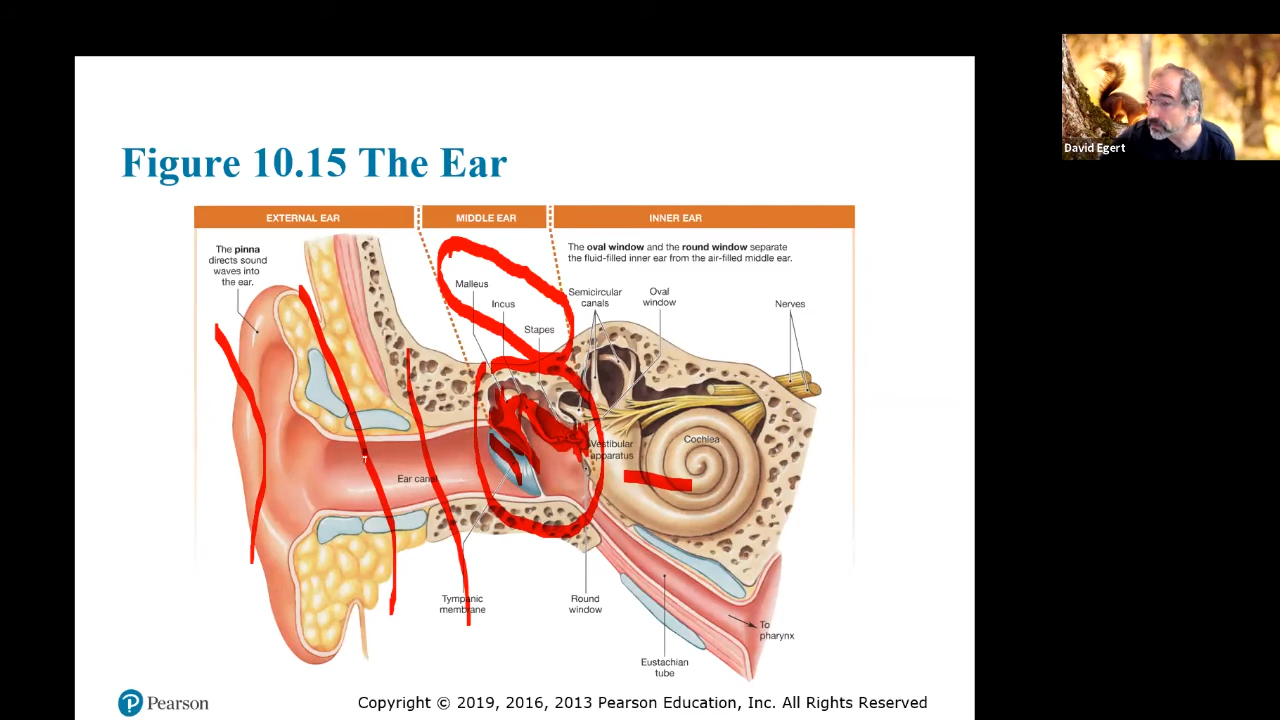 David Egert
Figure 10.15 The Ear
EXTERNAL EAR
MIDDLE EAR
INNER EAR
The pinna
directs sound
waves into
the ear.
The oval window and the round window separate
the fluid-filled inner ear from the air-filled middle ear.
Malleus
Incus
Stapes
Semicircular
canals
Oval
window
Nerves
Vestibular
apparatus
Cochlea
Ear canal
Tympanic
membrane
Round
window
Eustachian
tube
To
pharynx
Pearson
Copyright © 2019, 2016, 2013 Pearson Education, Inc. All Rights Reserved